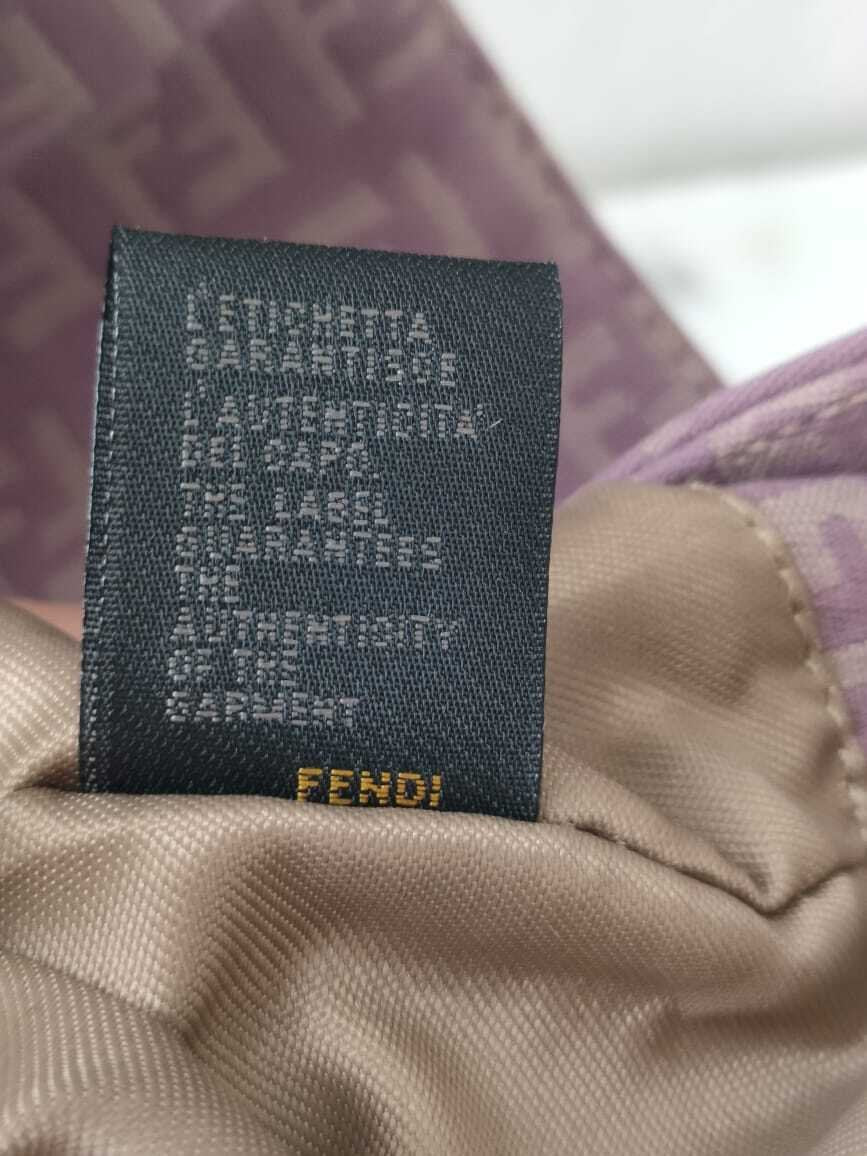 L'ETICHETTA
GARANTISCE
L'AUTENTICITA'
DEL CAPO.
THE LABEL
GUARANTEES
THE
AUTHENTICITY
OF THE
GARMENT
FENDI